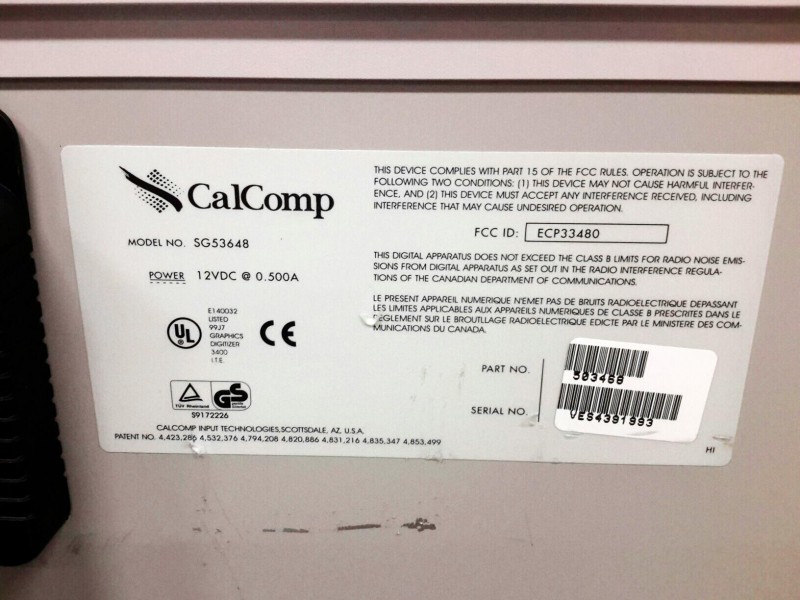 CalComp
MODEL NO. SG53648
POWER 12VDC @ 0.500A
UL
E140032
LISTED
99J7
GRAPHICS
DIGITIZER
3400
I.T.E.
CE
TÜV Rheinland
GS
S9172226
CALCOMP INPUT TECHNOLOGIES, SCOTTSDALE, AZ, U.S.A.
PATENT NO. 4,423,286 4,532,376 4,794,208 4,820,886 4,831,216 4,835,347 4,853,499
THIS DEVICE COMPLIES WITH PART 15 OF THE FCC RULES. OPERATION IS SUBJECT TO THE
FOLLOWING TWO CONDITIONS: (1) THIS DEVICE MAY NOT CAUSE HARMFUL INTERFER-
ENCE, AND (2) THIS DEVICE MUST ACCEPT ANY INTERFERENCE RECEIVED, INCLUDING
INTERFERENCE THAT MAY CAUSE UNDESIRED OPERATION.
FCC ID: ECP33480
THIS DIGITAL APPARATUS DOES NOT EXCEED THE CLASS B LIMITS FOR RADIO NOISE EMIS-
SIONS FROM DIGITAL APPARATUS AS SET OUT IN THE RADIO INTERFERENCE REGULA-
TIONS OF THE CANADIAN DEPARTMENT OF COMMUNICATIONS.
LE PRESENT APPAREIL NUMERIQUE N'EMET PAS DE BRUITS RADIOELECTRIQUE DEPASSANT
LES LIMITES APPLICABLES AUX APPAREILS NUMERIQUES DE CLASSE B PRESCRITES DANS LE
REGLEMENT SUR LE BROUILLAGE RADIOELECTRIQUE EDICTE PAR LE MINISTERE DES COM-
MUNICATIONS DU CANADA.
PART NO. 503468
SERIAL NO. VES4391993
HI